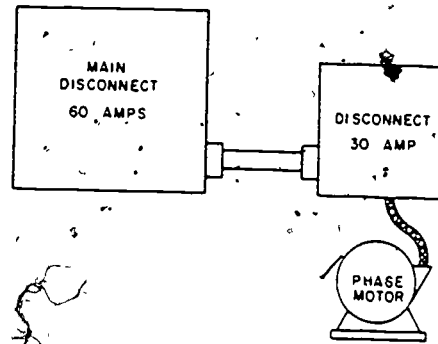 MAIN
DISCONNECT
60 AMPS
DISCONNECT
30 AMP
PHASE
MOTOR